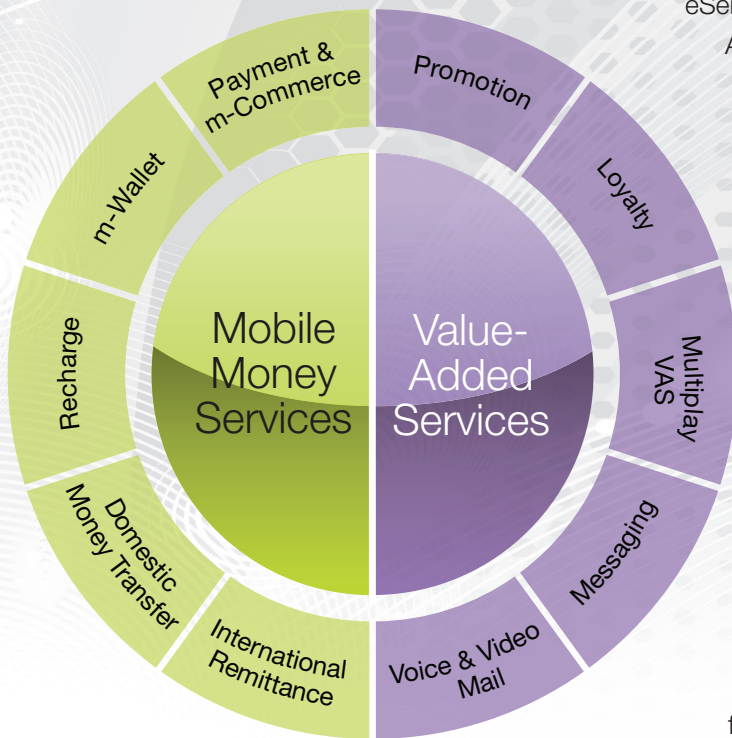 Payment &
m-Commerce
m-Wallet
Recharge
Domestic
Money Transfer
International
Remittance
Mobile
Money
Services
Value-
Added
Services
Promotion
Loyalty
Multiplay
VAS
Messaging
Voice & Video
Mail